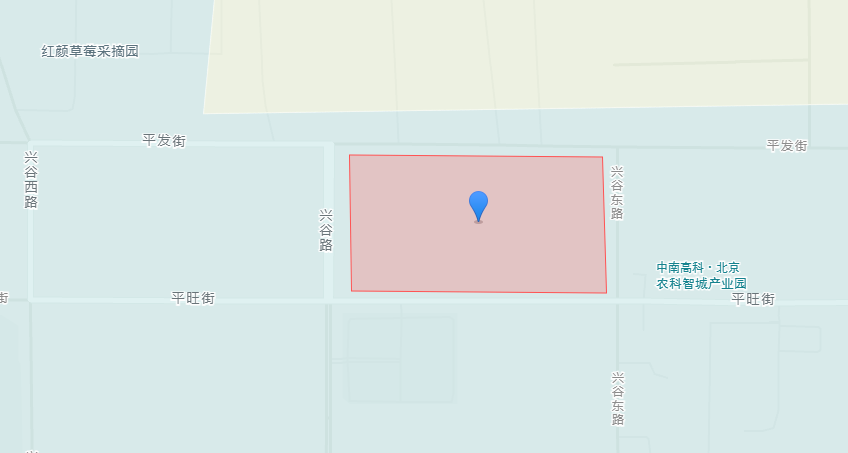 红颜草莓采摘园
平发街
平发街
兴谷西路
兴谷东路
兴谷路
中南高科·北京
农科智城产业园
街
平旺街
平旺街
兴谷东路